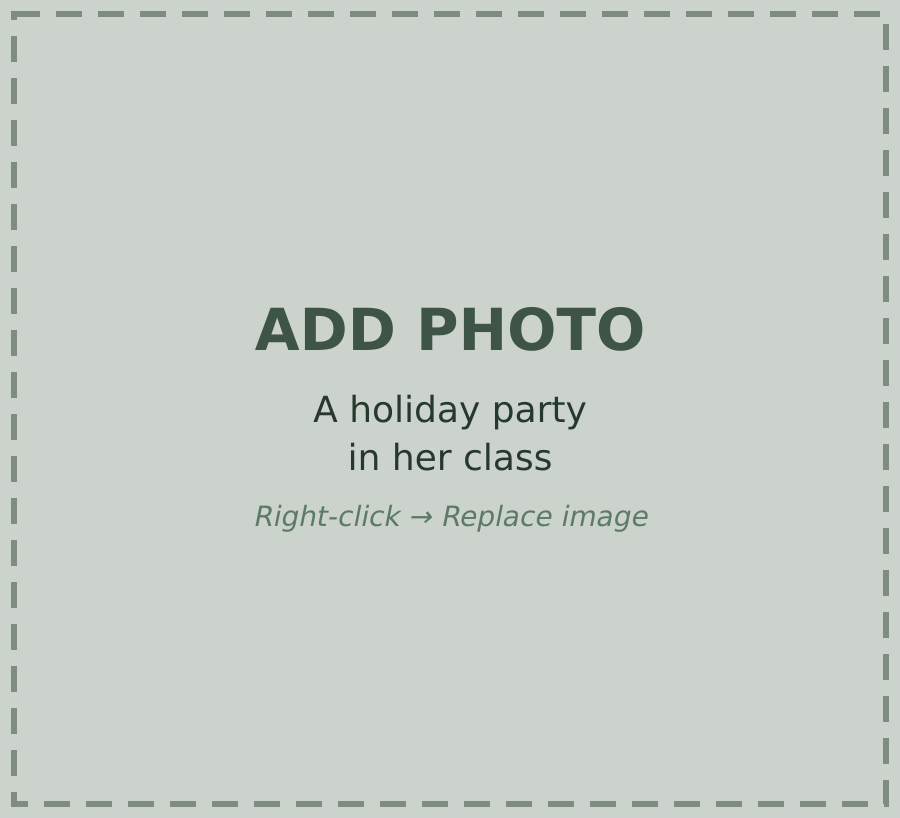 ADD PHOTO
A holiday party
in her class
Right-click → Replace image